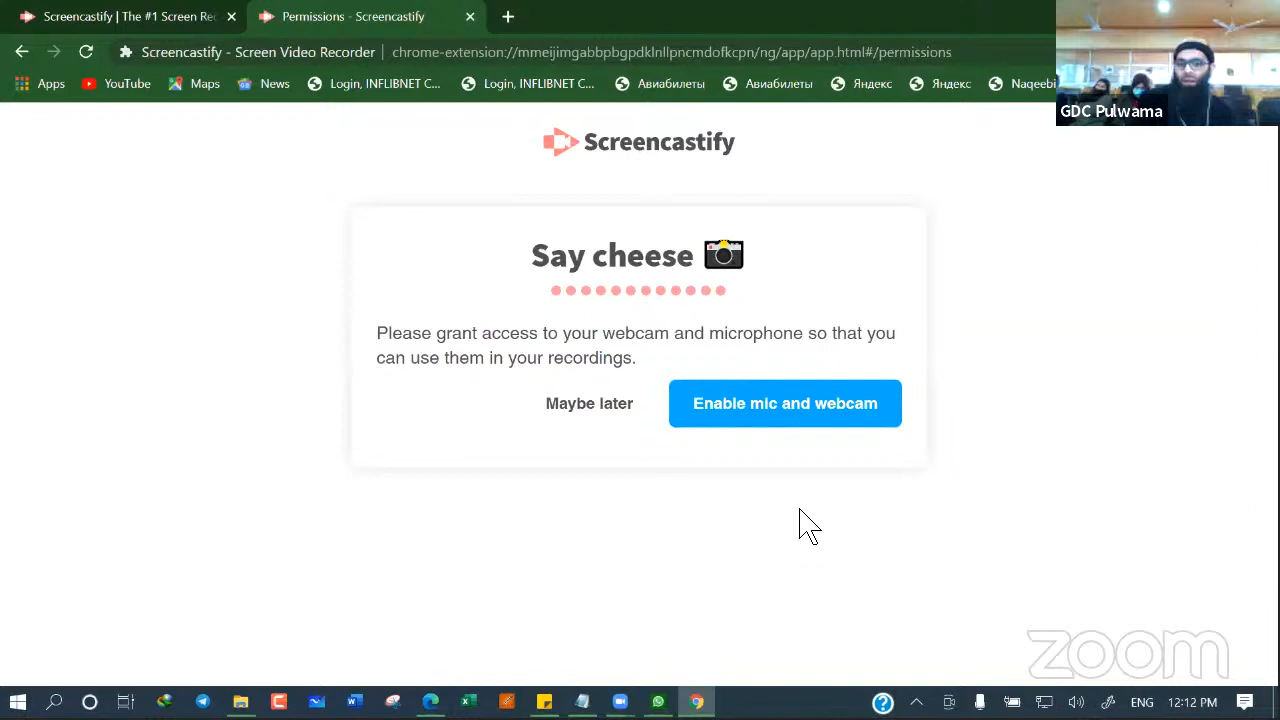 Screencastify | The #1 Screen Rec
Permissions - Screencastify
Screencastify - Screen Video Recorder
chrome-extension://mmeijimgabbpbgpdklnllpncmdofkcpn/ng/app/app.html#/permissions
Apps
YouTube
Maps
News
Login, INFLIBNET C...
Login, INFLIBNET C...
Авиабилеты
Авиабилеты
Яндекс
Яндекс
Naqeebi
GDC Pulwama
Screencastify
Say cheese
Please grant access to your webcam and microphone so that you
can use them in your recordings.
Maybe later
Enable mic and webcam
zoom
ENG
12:12 PM